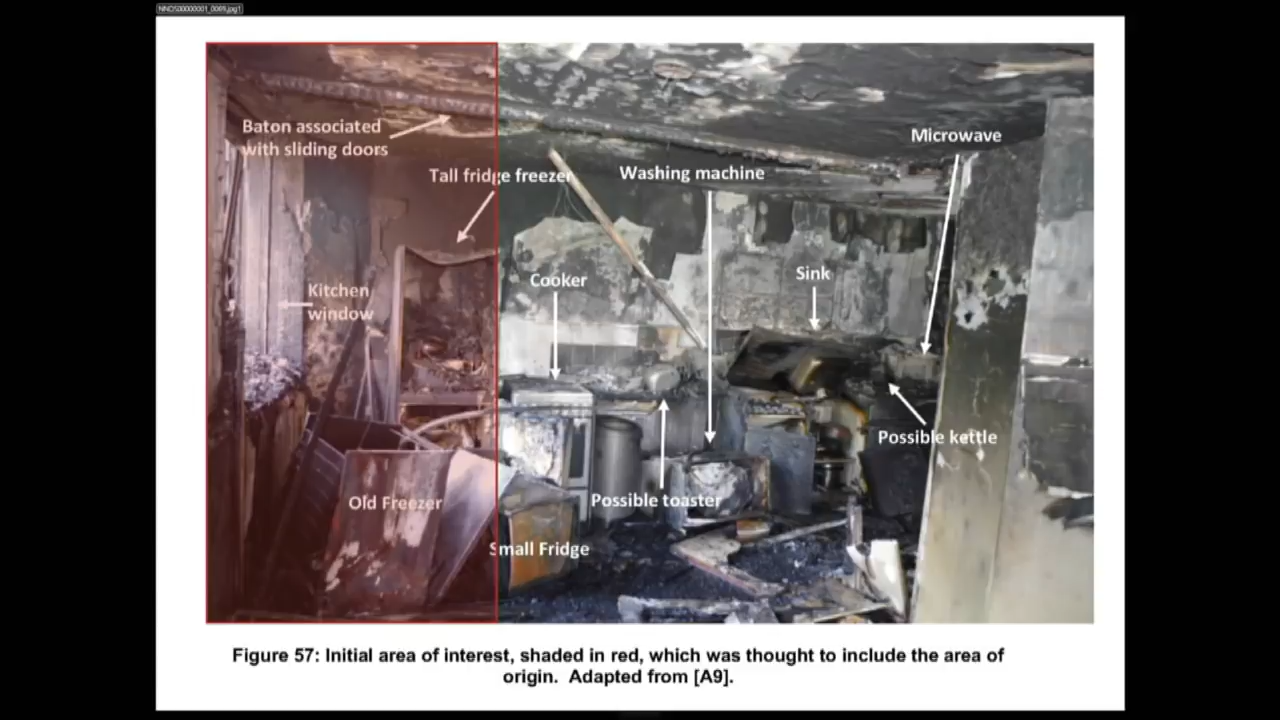 NNDS00000001_0069.jpg1
Baton associated
with sliding doors
Microwave
Tall fridge freezer
Washing machine
Cooker
Sink
Kitchen
window
Possible kettle
Old Freezer
Possible toaster
Small Fridge
Figure 57: Initial area of interest, shaded in red, which was thought to include the area of
origin. Adapted from [A9].